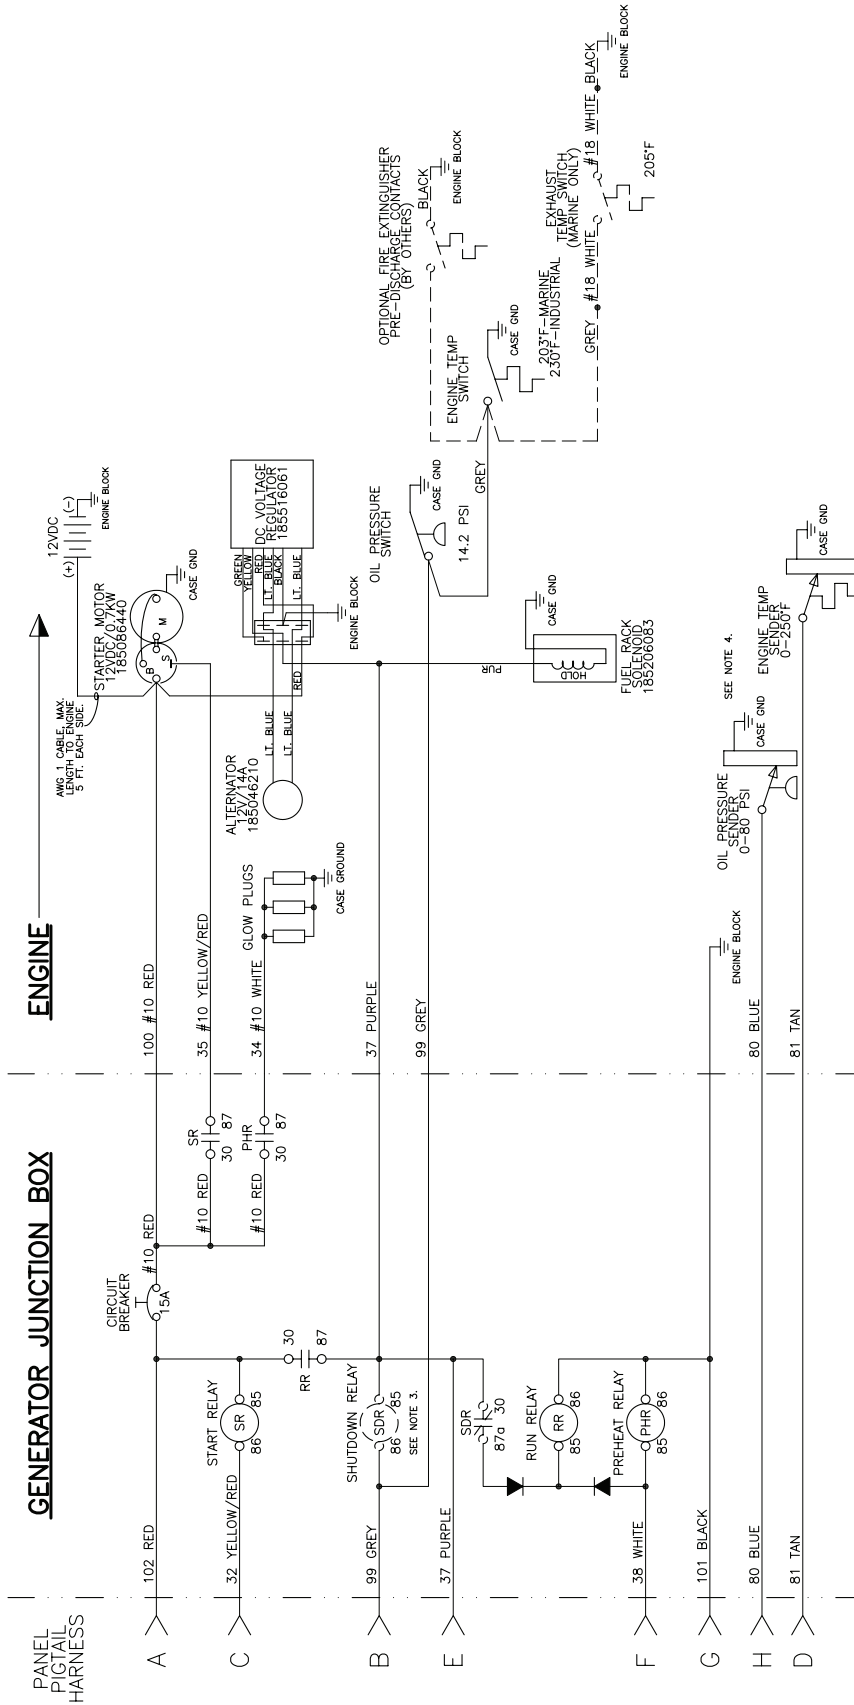 PANEL
PIGTAIL
HARNESS
GENERATOR JUNCTION BOX
ENGINE
A
102 RED
CIRCUIT
BREAKER
15A
#10 RED
100 #10 RED
AWG 1 CABLE, MAX.
LENGTH TO ENGINE
5 FT. EACH SIDE.
STARTER MOTOR
12VDC/0.7KW
185086440
B
S
M
CASE GND
12VDC
(+)
(-)
ENGINE BLOCK
C
32 YELLOW/RED
START RELAY
SR
86
85
#10 RED
SR
30
87
35 #10 YELLOW/RED
#10 RED
PHR
30
87
34 #10 WHITE
GLOW PLUGS
CASE GROUND
ALTERNATOR
12V/14A
185046210
LT. BLUE
LT. BLUE
RED
GREEN
YELLOW
RED
LT. BLUE
BLACK
LT. BLUE
DC VOLTAGE
REGULATOR
185516061
ENGINE BLOCK
RR
30
87
B
99 GREY
SHUTDOWN RELAY
SDR
86
85
SEE NOTE 3.
37 PURPLE
99 GREY
PUR
HOLD
FUEL RACK
SOLENOID
185206083
CASE GND
OIL PRESSURE
SWITCH
14.2 PSI
CASE GND
GREY
ENGINE TEMP
SWITCH
CASE GND
203°F-MARINE
230°F-INDUSTRIAL
OPTIONAL FIRE EXTINGUISHER
PRE-DISCHARGE CONTACTS
(BY OTHERS)
BLACK
ENGINE BLOCK
GREY
#18 WHITE
EXHAUST
TEMP SWITCH
(MARINE ONLY)
205°F
#18 WHITE
BLACK
ENGINE BLOCK
E
37 PURPLE
SDR
87a
30
RUN RELAY
RR
85
86
F
38 WHITE
PREHEAT RELAY
PHR
85
86
G
101 BLACK
ENGINE BLOCK
H
80 BLUE
80 BLUE
OIL PRESSURE
SENDER
0-80 PSI
CASE GND
SEE NOTE 4.
D
81 TAN
81 TAN
ENGINE TEMP
SENDER
0-250°F
CASE GND